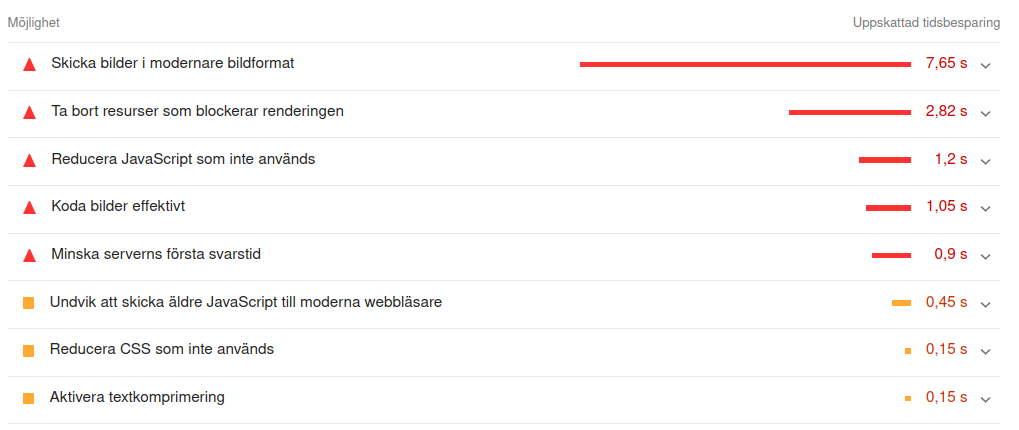 Möjlighet Uppskattad tidsbesparing
Skicka bilder i modernare bildformat 7,65 s
Ta bort resurser som blockerar renderingen 2,82 s
Reducera JavaScript som inte används 1,2 s
Koda bilder effektivt 1,05 s
Minska serverns första svarstid 0,9 s
Undvik att skicka äldre JavaScript till moderna webbläsare 0,45 s
Reducera CSS som inte används 0,15 s
Aktivera textkomprimering 0,15 s